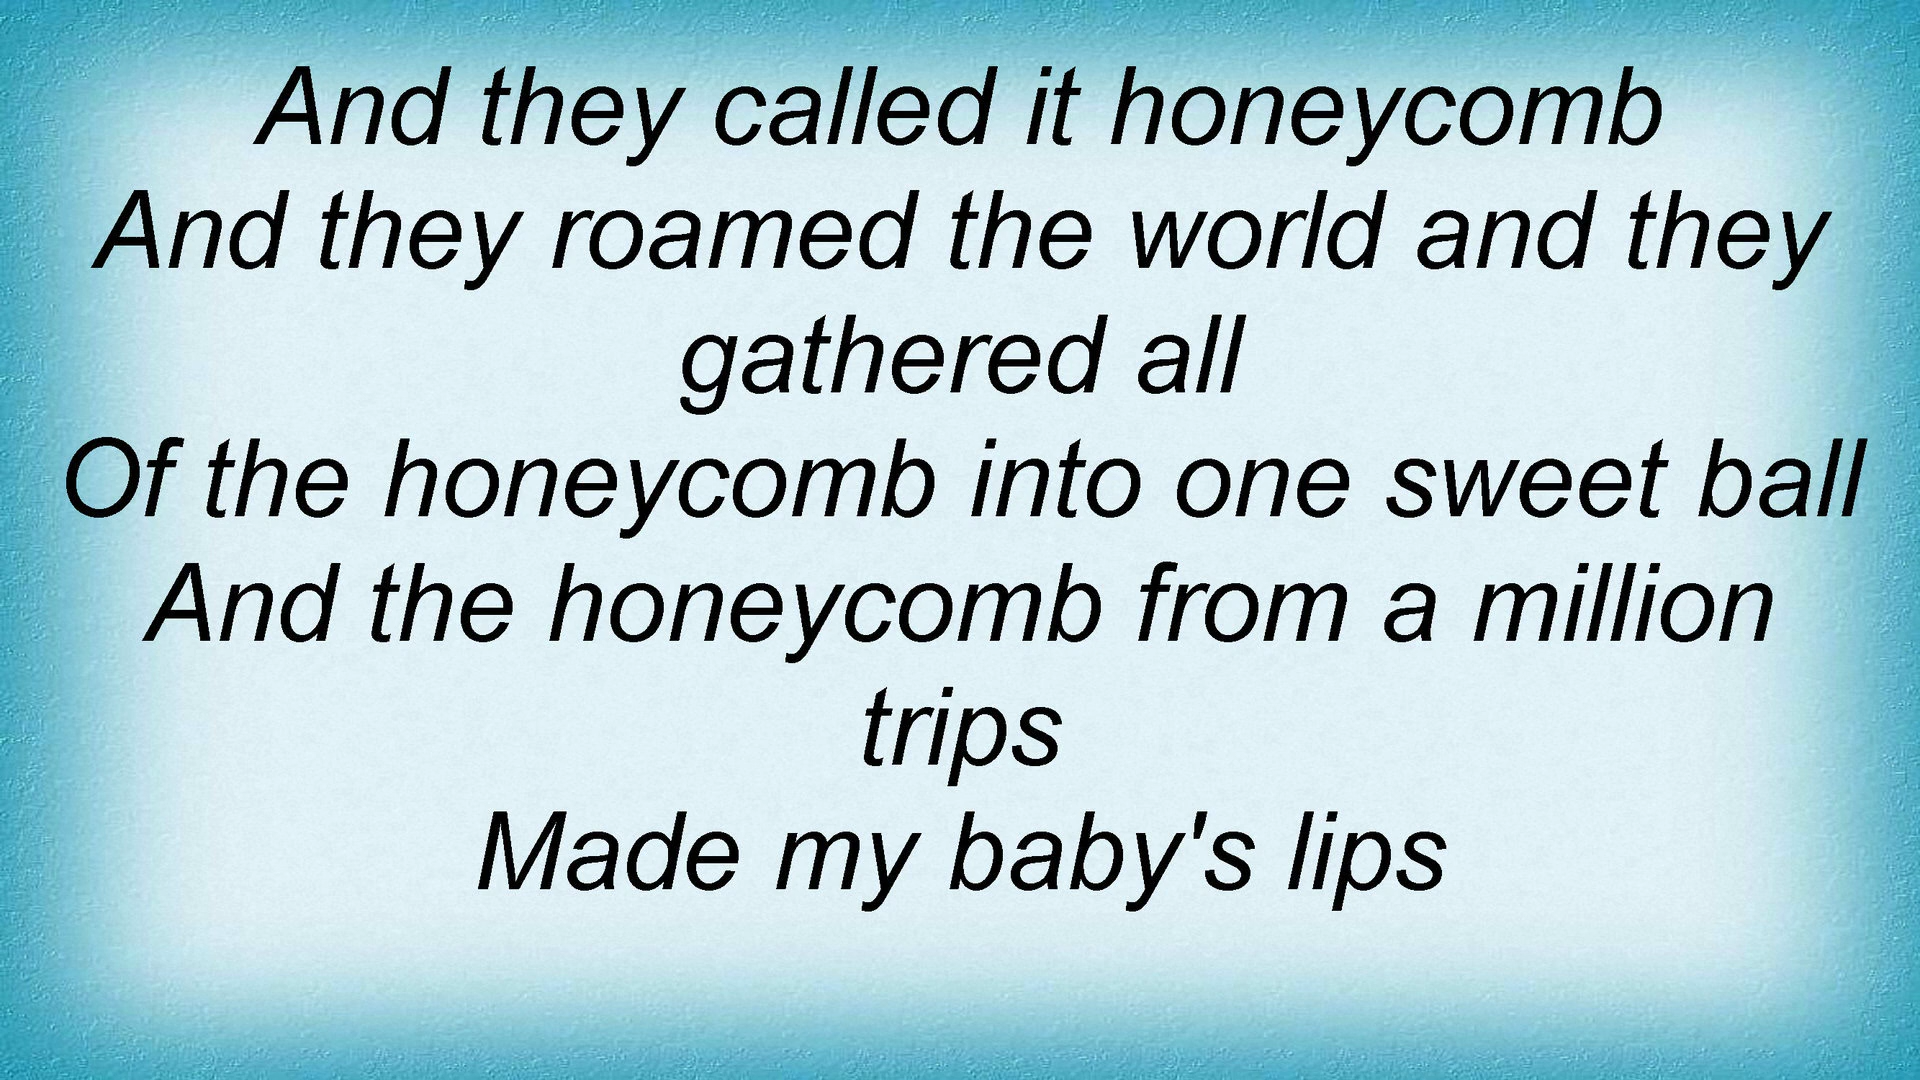 And they called it honeycomb
And they roamed the world and they
gathered all
Of the honeycomb into one sweet ball
And the honeycomb from a million
trips
Made my baby's lips